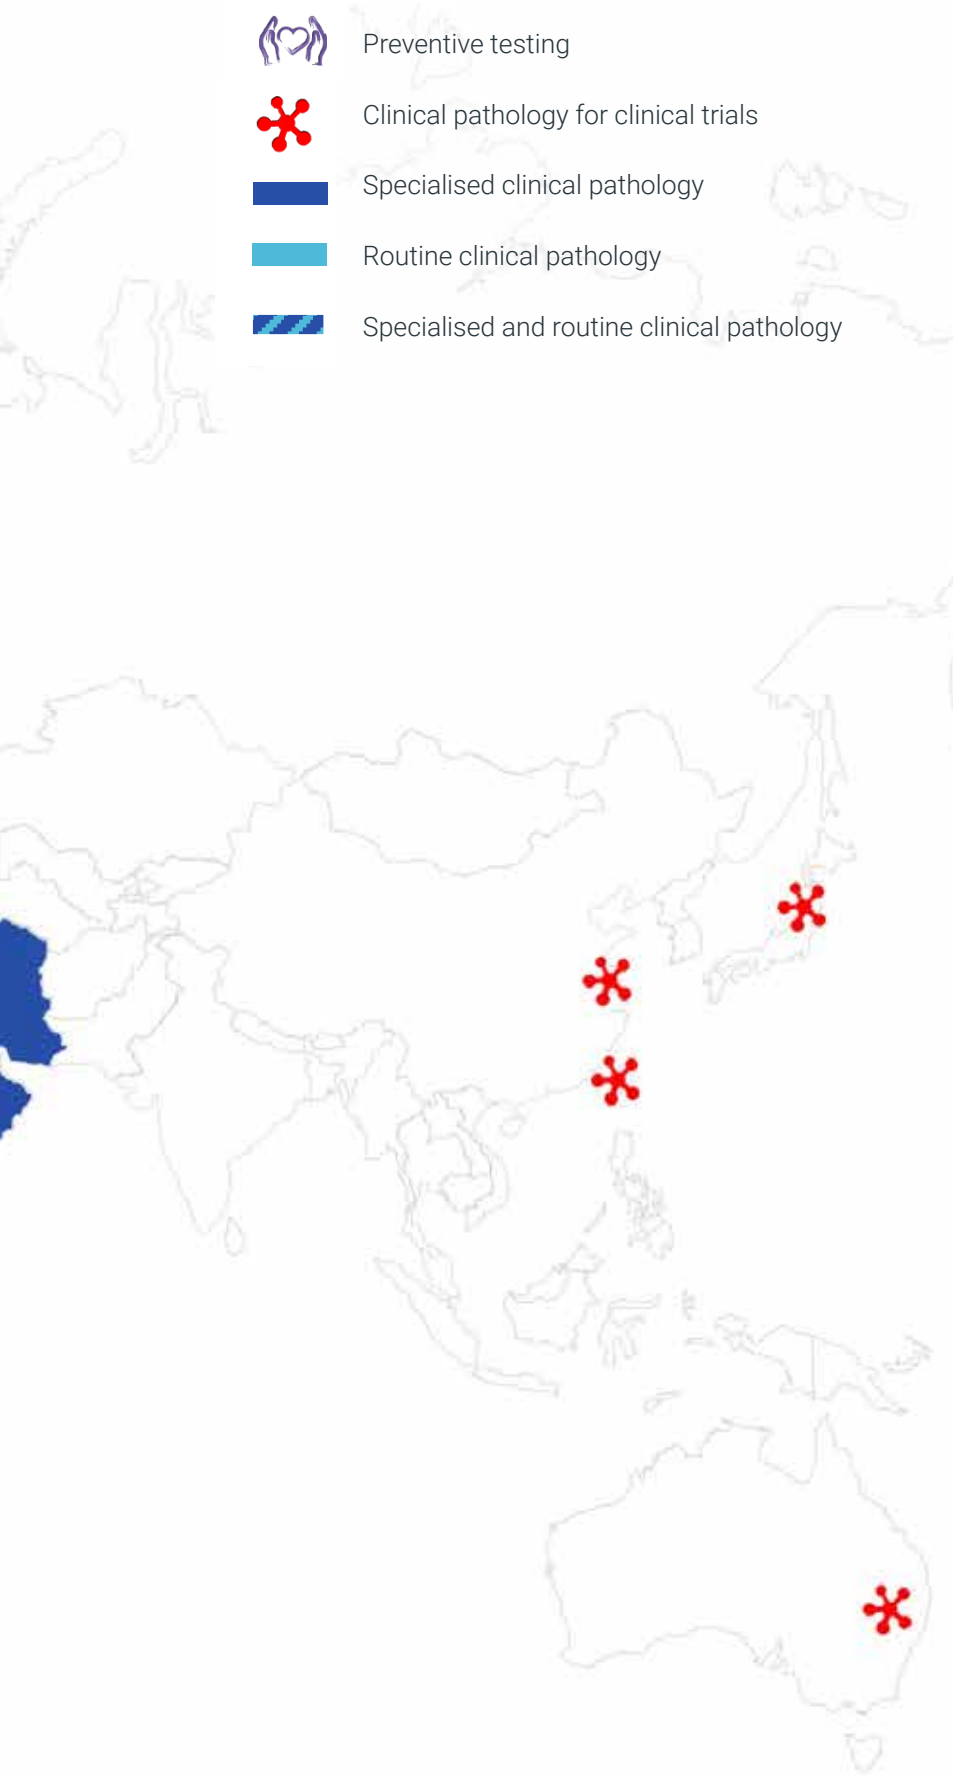 Preventive testing
Clinical pathology for clinical trials
Specialised clinical pathology
Routine clinical pathology
Specialised and routine clinical pathology